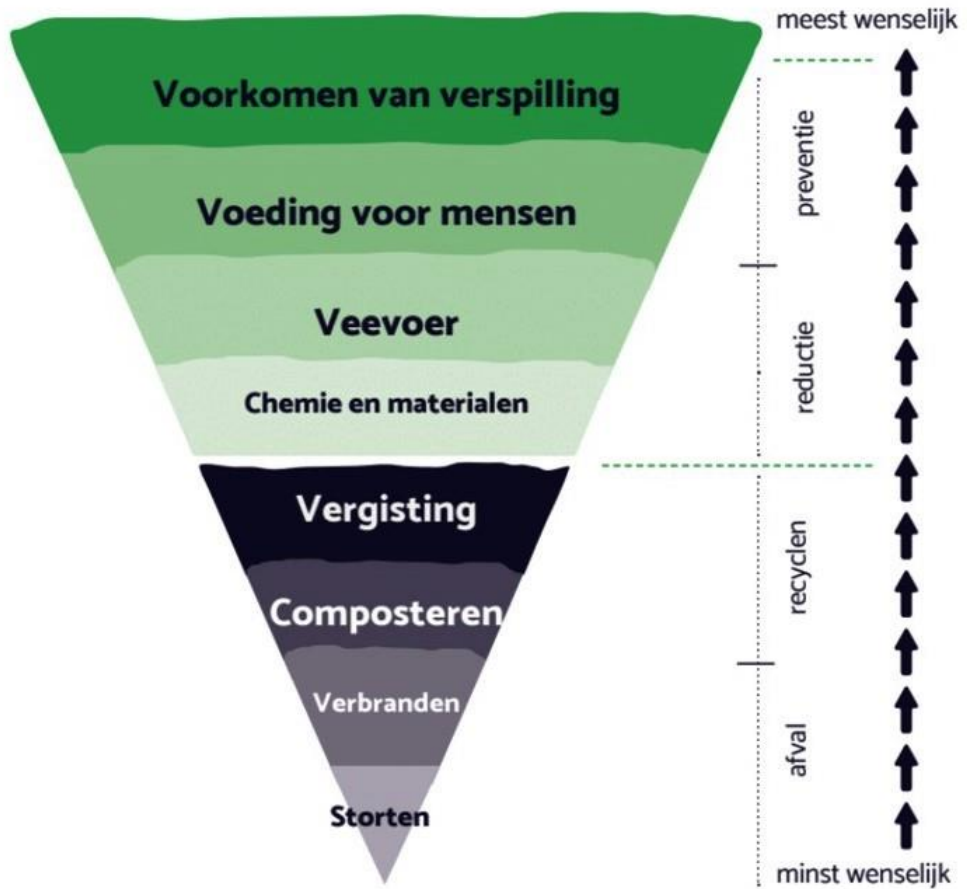 meest wenselijk
Voorkomen van verspilling
preventie
Voeding voor mensen
Veevoer
reductie
Chemie en materialen
Vergisting
recyclen
Composteren
Verbranden
afval
Storten
minst wenselijk